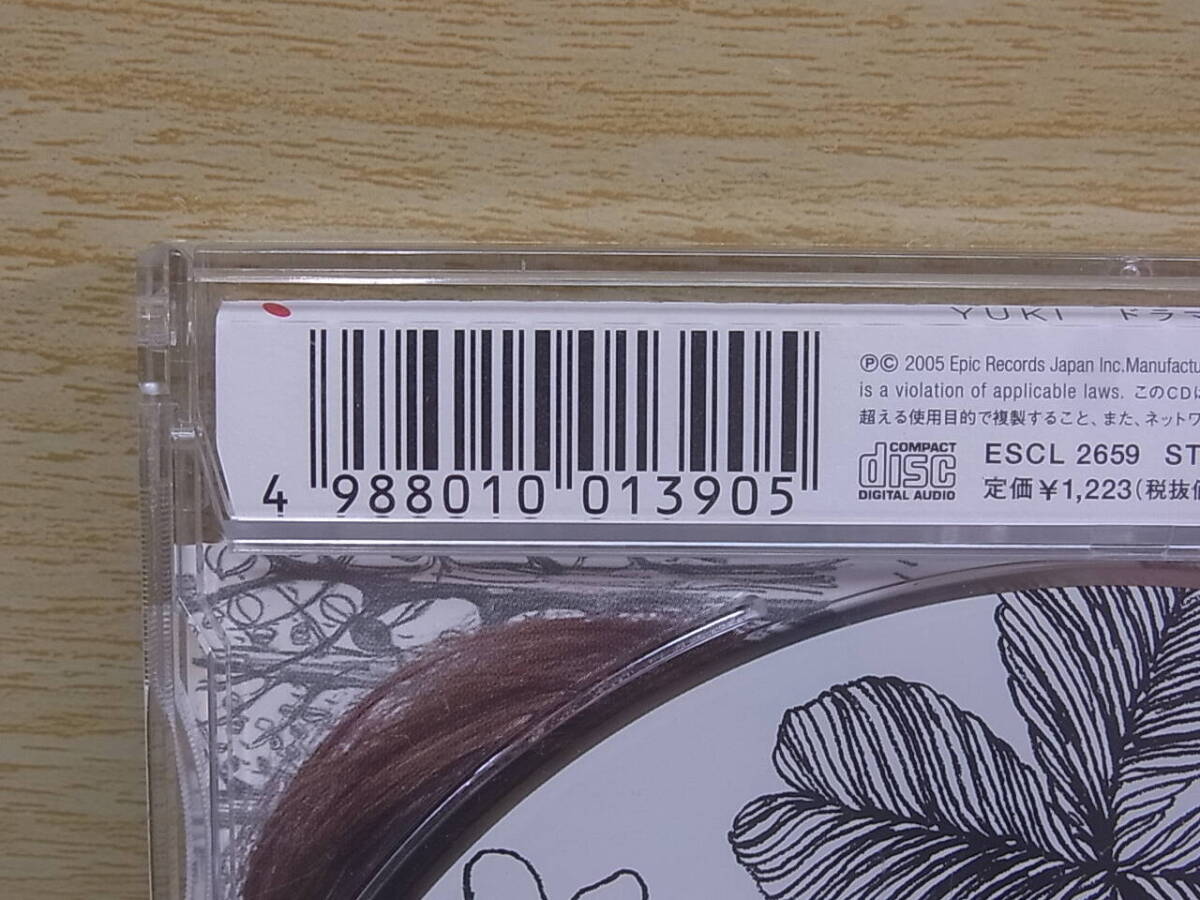 YUKI ドラ
4 988010 013905
℗© 2005 Epic Records Japan Inc.Manufactu
is a violation of applicable laws. このCDは
超える使用目的で複製すること、また、ネットワ
COMPACT
disc
DIGITAL AUDIO
ESCL 2659 ST
定価￥1,223(税抜価